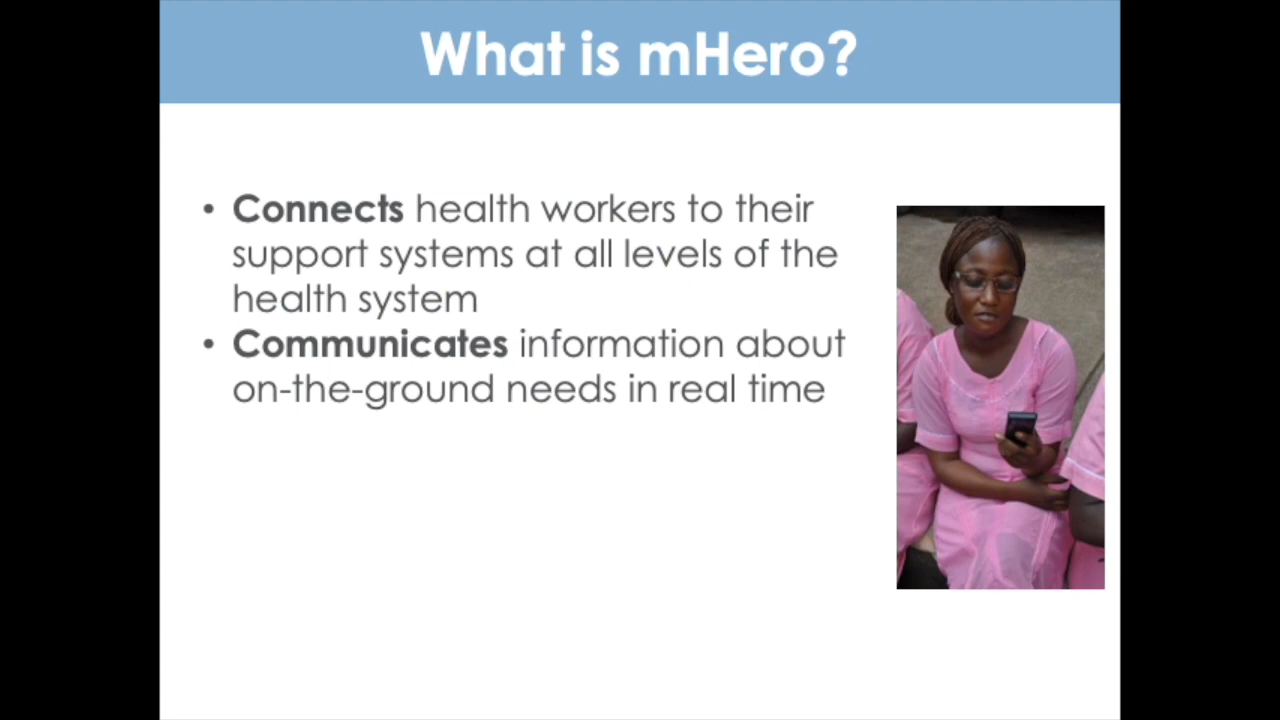 What is mHero?
• Connects health workers to their
support systems at all levels of the
health system
• Communicates information about
on-the-ground needs in real time